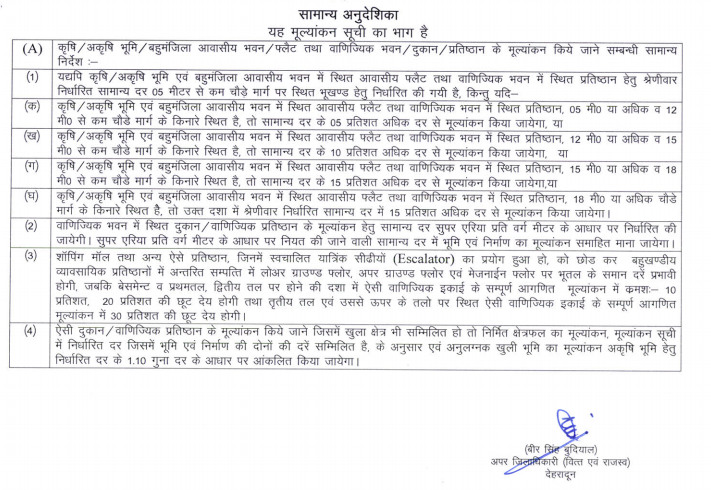 सामान्य अनुदेशिका
यह मूल्यांकन सूची का भाग है
(A) कृषि/अकृषि भूमि/बहुमंजिला आवासीय भवन/फ्लैट तथा वाणिज्यिक भवन/दुकान/प्रतिष्ठान के मूल्यांकन किये जाने सम्बन्धी सामान्य
निर्देश :–
(1) यद्यपि कृषि/अकृषि भूमि एवं बहुमंजिला आवासीय भवन में स्थित आवासीय फ्लैट तथा वाणिज्यिक भवन में स्थित प्रतिष्ठान हेतु श्रेणीवार
निर्धारित सामान्य दर 05 मीटर से कम चौड़े मार्ग पर स्थित भूखण्ड हेतु निर्धारित की गयी है, किन्तु यदि–
(क) कृषि/अकृषि भूमि एवं बहुमंजिला आवासीय भवन में स्थित आवासीय फ्लैट तथा वाणिज्यिक भवन में स्थित प्रतिष्ठान, 05 मी0 या अधिक व 12
मी0 से कम चौडे मार्ग के किनारे स्थित है, तो सामान्य दर के 05 प्रतिशत अधिक दर से मूल्यांकन किया जायेगा, या
(ख) कृषि/अकृषि भूमि एवं बहुमंजिला आवासीय भवन में स्थित आवासीय फ्लैट तथा वाणिज्यिक भवन में स्थित प्रतिष्ठान, 12 मी0 या अधिक व 15
मी0 से कम चौडे मार्ग के किनारे स्थित है, तो सामान्य दर के 10 प्रतिशत अधिक दर से मूल्यांकन किया जायेगा, या
(ग) कृषि/अकृषि भूमि एवं बहुमंजिला आवासीय भवन में स्थित आवासीय फ्लैट तथा वाणिज्यिक भवन में स्थित प्रतिष्ठान, 15 मी0 या अधिक व 18
मी0 से कम चौडे मार्ग के किनारे स्थित है, तो सामान्य दर के 15 प्रतिशत अधिक दर से मूल्यांकन किया जायेगा,या
(घ) कृषि/अकृषि भूमि एवं बहुमंजिला आवासीय भवन में स्थित आवासीय फ्लैट तथा वाणिज्यिक भवन में स्थित प्रतिष्ठान, 18 मी0 या अधिक चौडे
मार्ग के किनारे स्थित है, तो उक्त दशा में श्रेणीवार निर्धारित सामान्य दर में 15 प्रतिशत अधिक दर से मूल्यांकन किया जायेगा।
(2) वाणिज्यिक भवन में स्थित दुकान/वाणिज्यिक प्रतिष्ठान के मूल्यांकन हेतु सामान्य दर सुपर एरिया प्रति वर्ग मीटर के आधार पर निर्धारित की
जायेगी। सुपर एरिया प्रति वर्ग मीटर के आधार पर नियत की जाने वाली सामान्य दर में भूमि एवं निर्माण का मूल्यांकन समाहित माना जायेगा।
(3) शॉपिंग मॉल तथा अन्य ऐसे प्रतिष्ठान, जिनमें स्वचालित यांत्रिक सीढीयों (Escalator) का प्रयोग हुआ हो, को छोड कर बहुखण्डीय
व्यावसायिक प्रतिष्ठानों में अन्तरित सम्पत्ति में लोअर ग्राउण्ड फ्लोर, अपर ग्राउण्ड फ्लोर एवं मेजनाईन फ्लोर पर भूतल के समान दरें प्रभावी
होगी, जबकि बेसमेन्ट व प्रथमतल, द्वितीय तल पर होने की दशा में ऐसी वाणिज्यिक इकाई के सम्पूर्ण आगणित मूल्यांकन में क्रमशः– 10
प्रतिशत, 20 प्रतिशत की छूट देय होगी तथा तृतीय तल एवं उससे ऊपर के तलो पर स्थित ऐसी वाणिज्यिक इकाई के सम्पूर्ण आगणित
मूल्यांकन में 30 प्रतिशत की छूट देय होगी।
(4) ऐसी दुकान/वाणिज्यिक प्रतिष्ठान के मूल्यांकन किये जाने जिसमें खुला क्षेत्र भी सम्मिलित हो तो निर्मित क्षेत्रफल का मूल्यांकन, मूल्यांकन सूची
में निर्धारित दर जिसमें भूमि एवं निर्माण की दोनों की दरें सम्मिलित है, के अनुसार एवं अनुलग्नक खुली भूमि का मूल्यांकन अकृषि भूमि हेतु
निर्धारित दर के 1.10 गुना दर के आधार पर आंकलित किया जायेगा।
(बीर सिंह बुदियाल)
अपर जिलाधिकारी (वित्त एवं राजस्व)
देहरादून